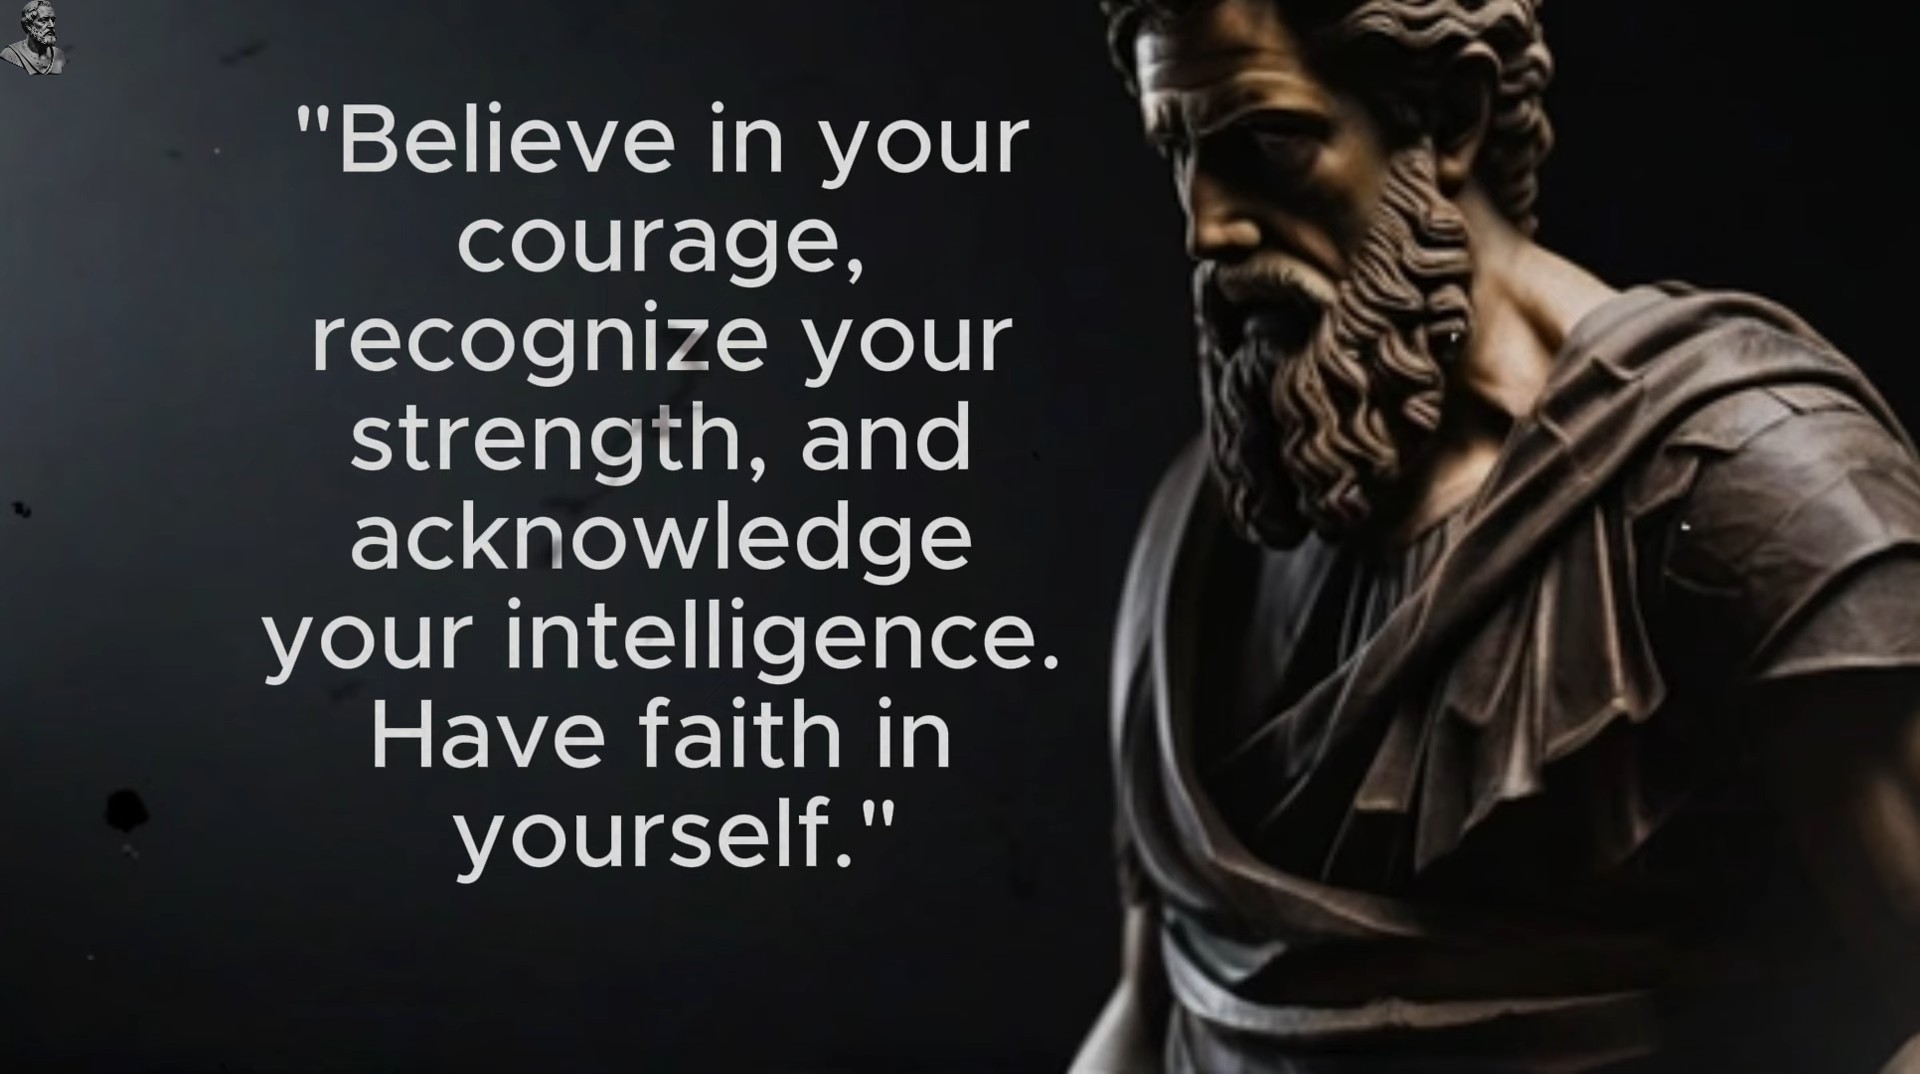 "Believe in your
courage,
recognize your
strength, and
acknowledge
your intelligence.
Have faith in
yourself."